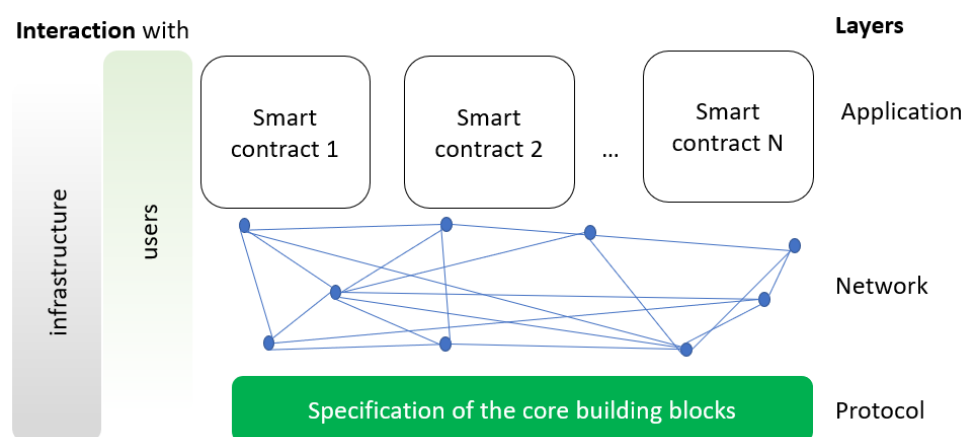 Interaction with
Layers
infrastructure
users
Smart
contract 1
Smart
contract 2
...
Smart
contract N
Application
Network
Specification of the core building blocks
Protocol